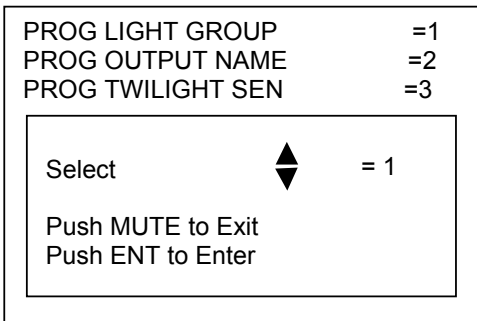 PROG LIGHT GROUP =1
PROG OUTPUT NAME =2
PROG TWILIGHT SEN =3
Select = 1
Push MUTE to Exit
Push ENT to Enter